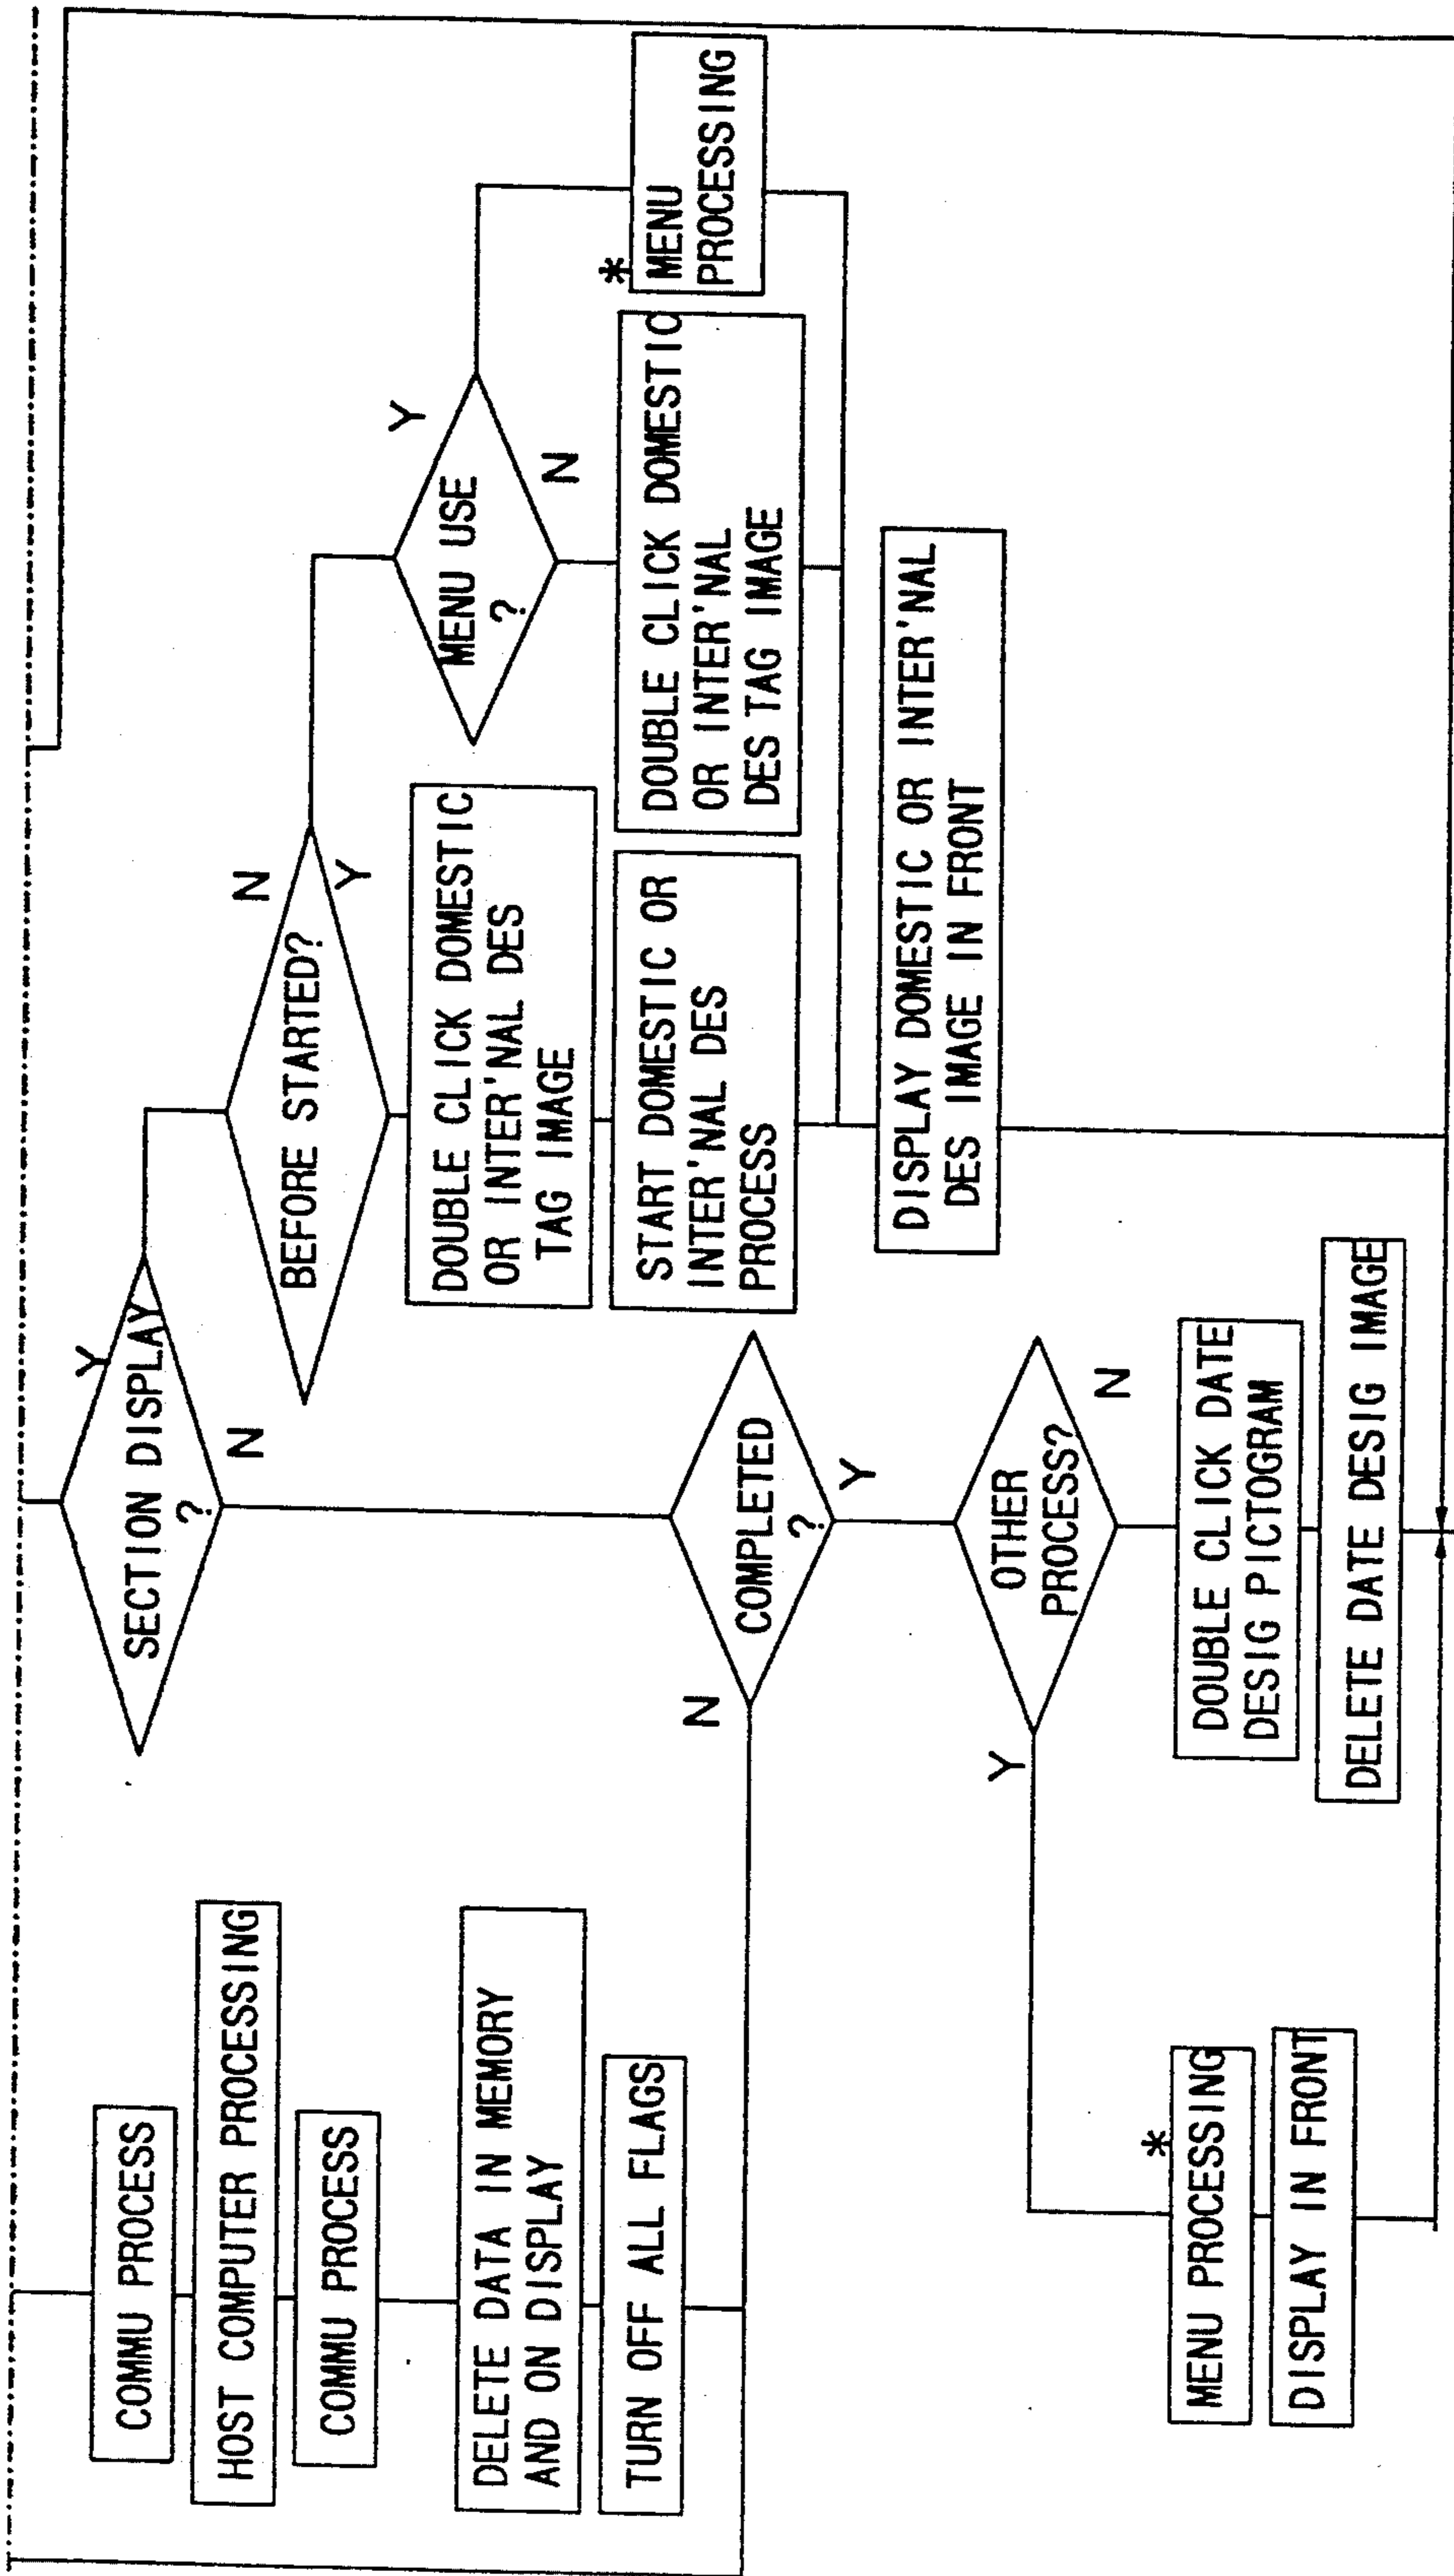 COMMU PROCESS
HOST COMPUTER PROCESSING
COMMU PROCESS
DELETE DATA IN MEMORY
AND ON DISPLAY
TURN OFF ALL FLAGS
SECTION DISPLAY
?
Y
N
BEFORE STARTED?
N
Y
DOUBLE CLICK DOMESTIC
OR INTER'NAL DES
TAG IMAGE
START DOMESTIC OR
INTER'NAL DES
PROCESS
MENU USE
?
Y
N
DOUBLE CLICK DOMESTIC
OR INTER'NAL
DES TAG IMAGE
*
MENU
PROCESSING
DISPLAY DOMESTIC OR INTER'NAL
DES IMAGE IN FRONT
COMPLETED
?
N
Y
OTHER
PROCESS?
Y
N
*
MENU PROCESSING
DISPLAY IN FRONT
DOUBLE CLICK DATE
DESIG PICTOGRAM
DELETE DATE DESIG IMAGE